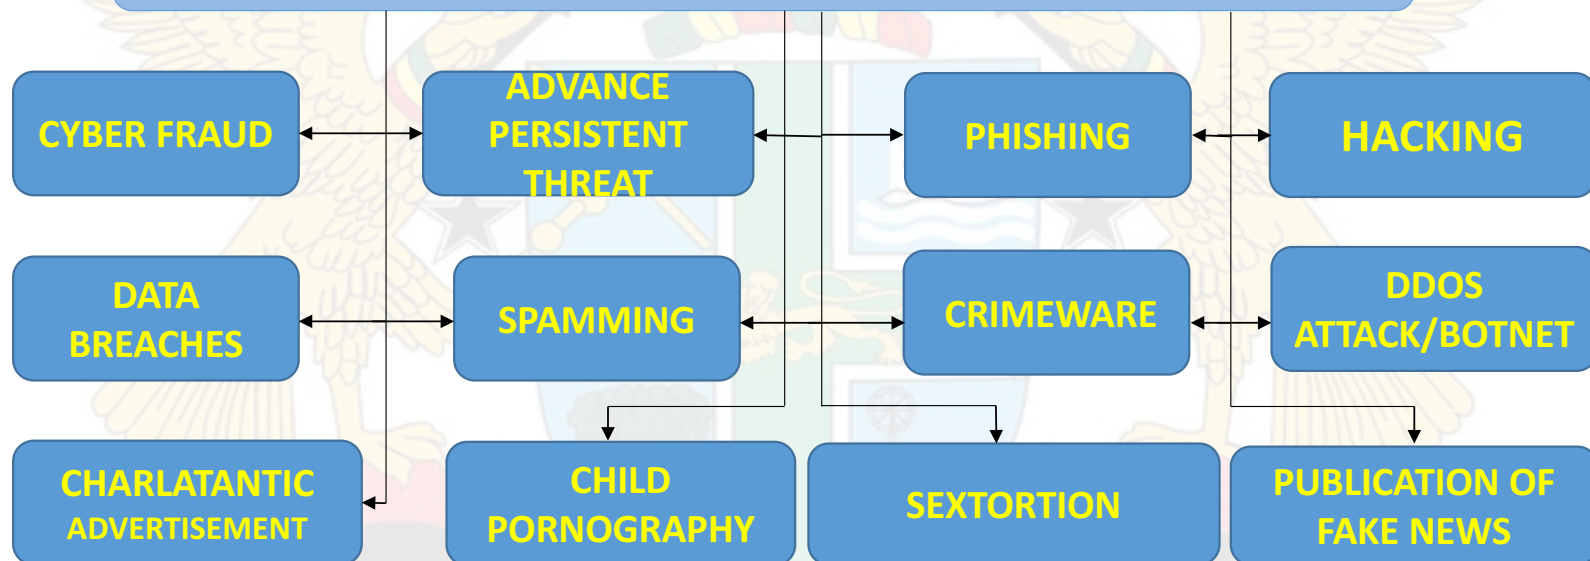 CYBER FRAUD
ADVANCE
PERSISTENT
THREAT
PHISHING
HACKING
DATA
BREACHES
SPAMMING
CRIMEWARE
DDOS
ATTACK/BOTNET
CHARLATANTIC
ADVERTISEMENT
CHILD
PORNOGRAPHY
SEXTORTION
PUBLICATION OF
FAKE NEWS